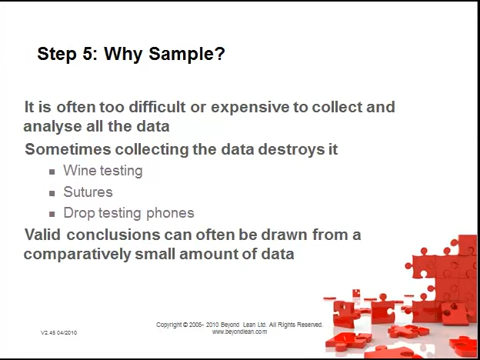 Step 5: Why Sample?
It is often too difficult or expensive to collect and
analyse all the data
Sometimes collecting the data destroys it
Wine testing
Sutures
Drop testing phones
Valid conclusions can often be drawn from a
comparatively small amount of data
V2.45 04/2010
Copyright © 2005- 2010 Beyond Lean Ltd. All Rights Reserved.
www.beyondlean.com